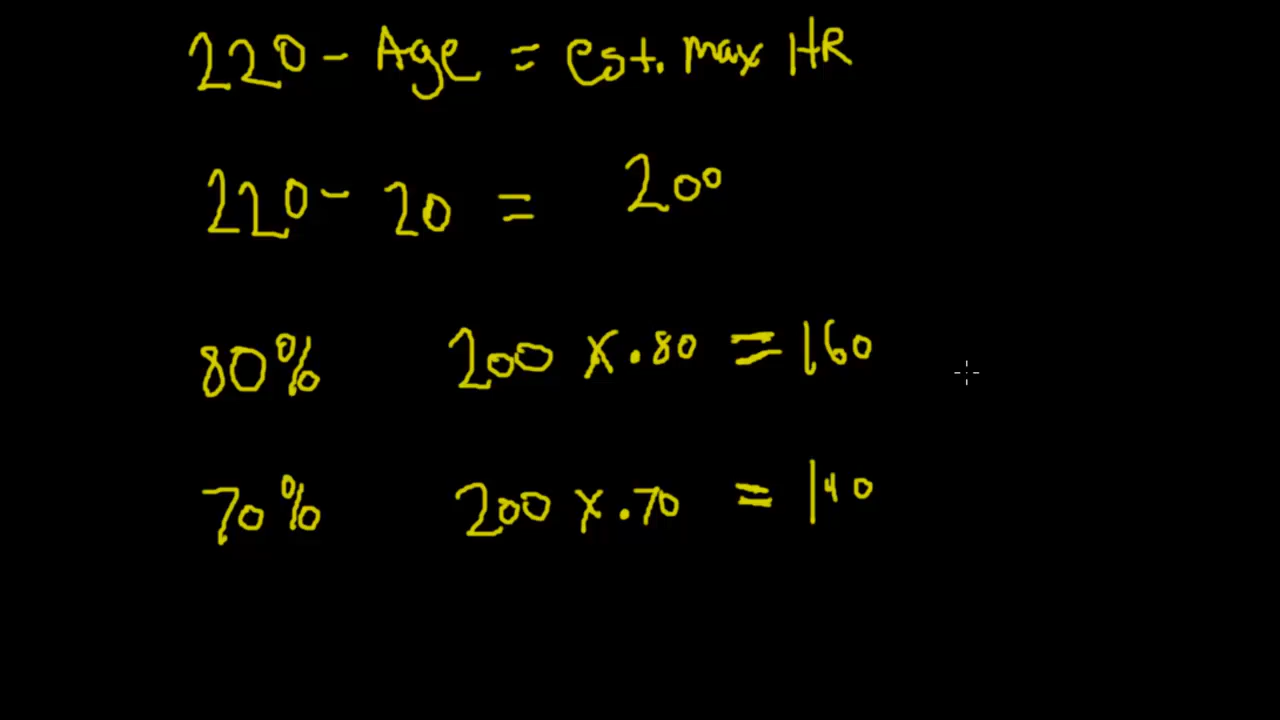 220 - Age = est. max HR
220 - 20 = 200
80% 200 x .80 = 160
70% 200 x .70 = 140